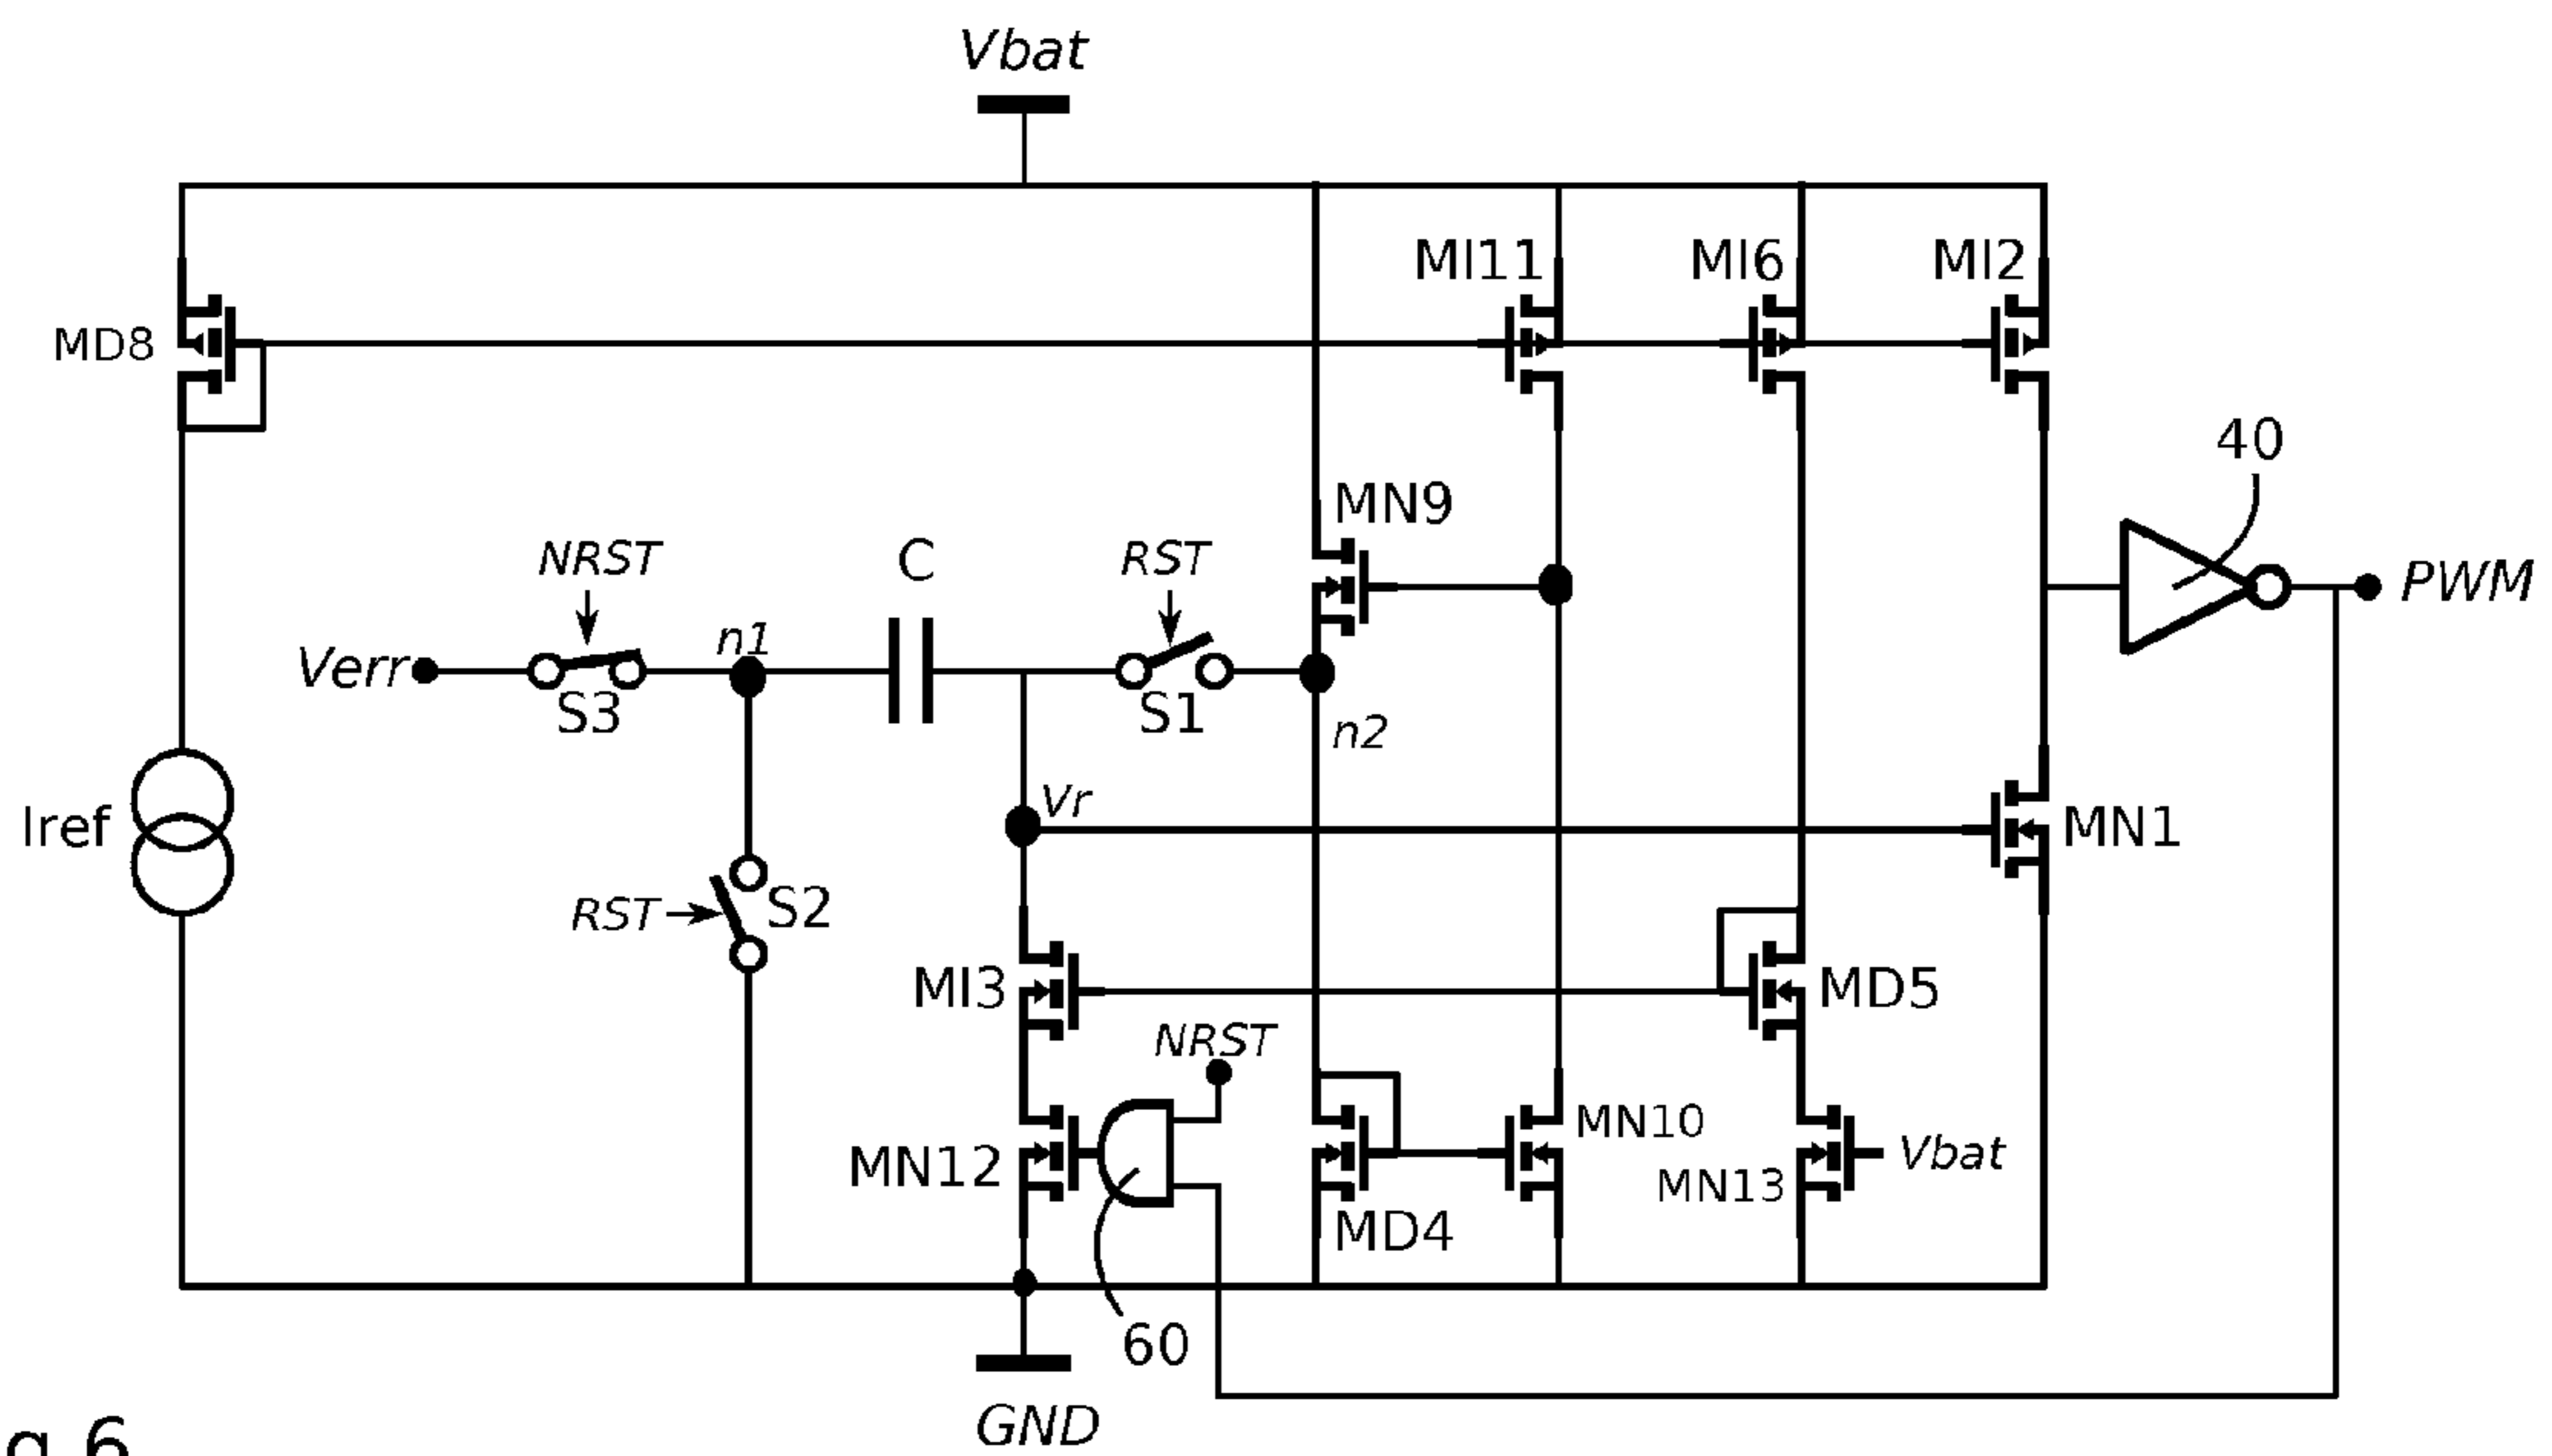 Vbat
MI11
MI6
MI2
MD8
40
MN9
NRST
C
RST
PWM
n1
Verr
S3
S1
n2
Vr
Iref
MN1
S2
RST
MI3
MD5
NRST
MN10
MN12
Vbat
MN13
MD4
60
GND
g 6